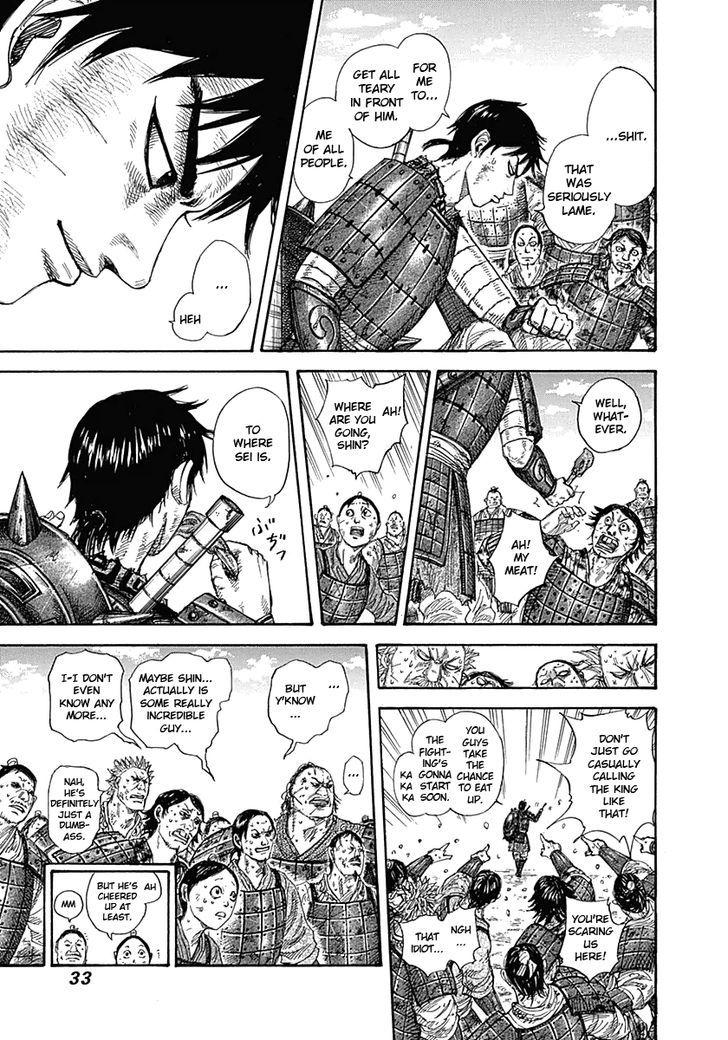 ...SHIT.
THAT
WAS
SERIOUSLY
LAME.
FOR
ME
TO...
GET ALL
TEARY
IN FRONT
OF HIM.
ME
OF ALL
PEOPLE.
...
HEH
WELL,
WHAT-
EVER.
AH!
MY
MEAT!
AH!
WHERE
ARE
YOU
GOING,
SHIN?
TO
WHERE
SEI IS.
ぶちっ
DON'T
JUST GO
CASUALLY
CALLING
THE KING
LIKE
THAT!
YOU'RE
SCARING
US
HERE!
YOU
GUYS
TAKE
THE
CHANCE
TO EAT
UP.
THE
FIGHT-
ING'S
GONNA
KA START
KA SOON.
NGH
...
THAT
IDIOT...
...
...
BUT
Y'KNOW
...
MAYBE SHIN...
ACTUALLY IS
SOME REALLY
INCREDIBLE
GUY...
I-I DON'T
EVEN
KNOW ANY
MORE...
NAH,
HE'S
DEFINITELY
JUST A
DUMB-
ASS.
AH
BUT HE'S
CHEERED
UP AT
LEAST.
MM
33